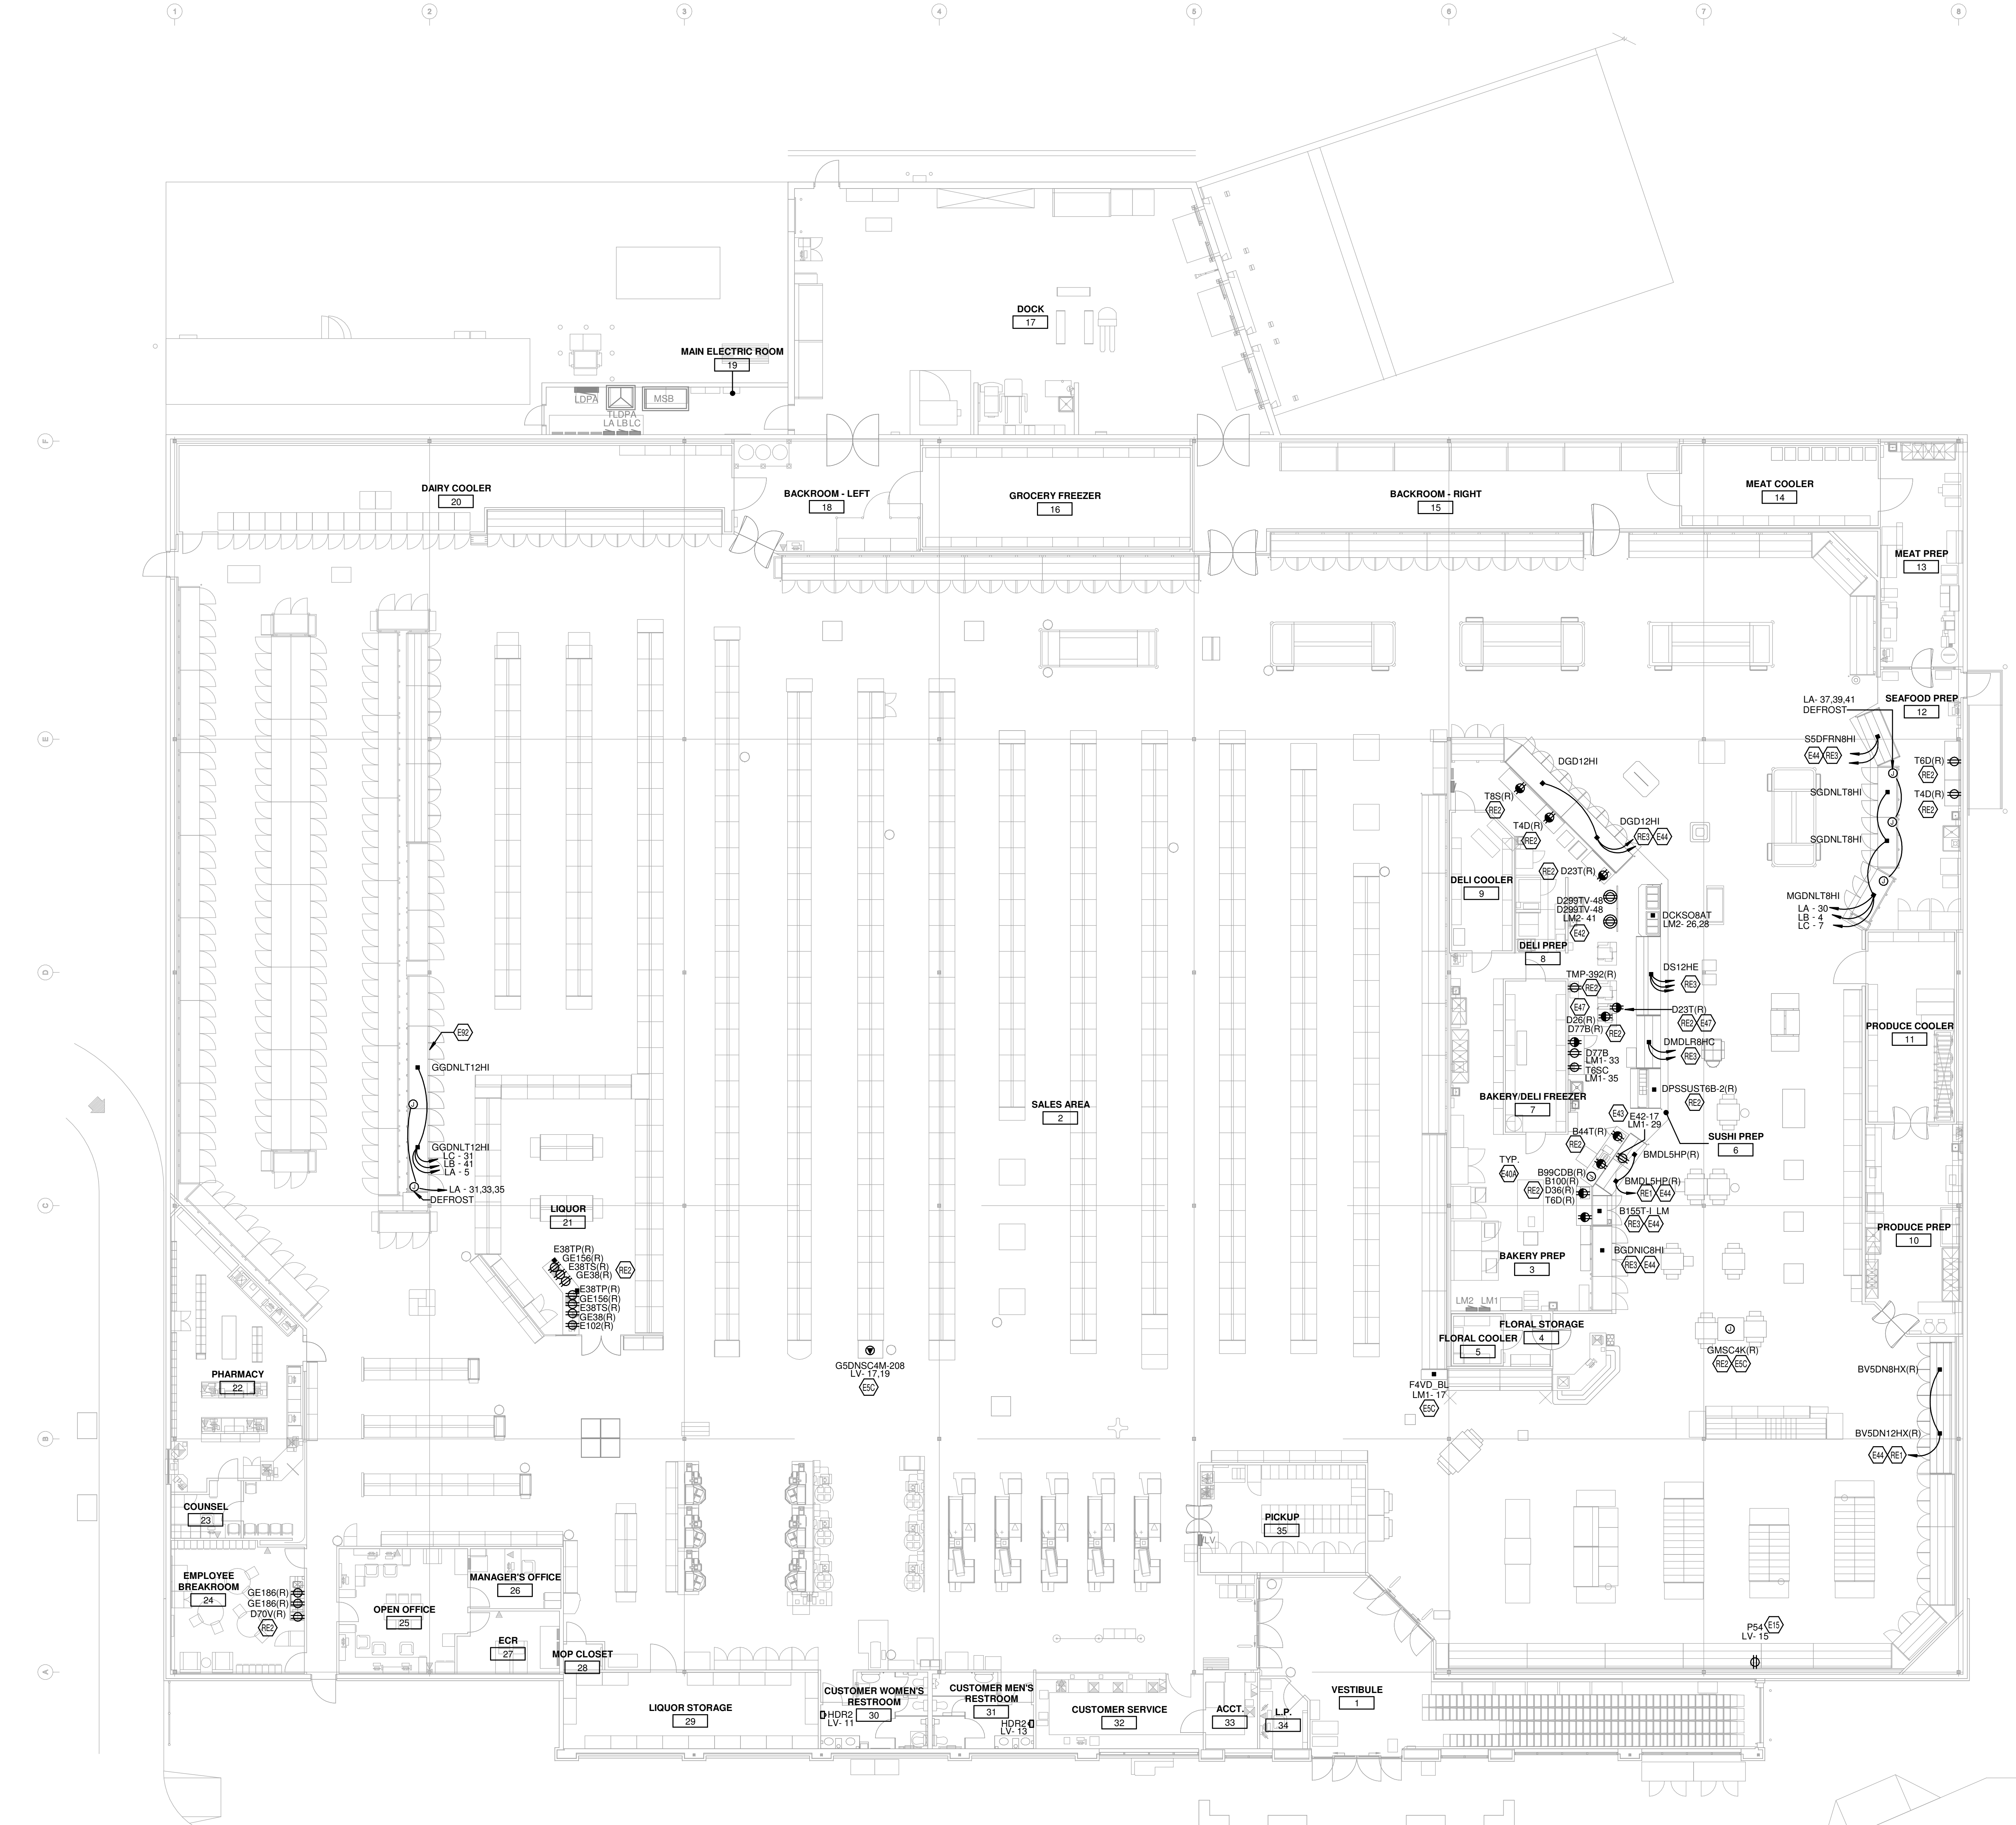 1
2
3
4
5
6
7
8
DOCK
17
MAIN ELECTRIC ROOM
19
LDPA
MSB
TLDPA
LA LB LC
F
DAIRY COOLER
20
BACKROOM - LEFT
18
GROCERY FREEZER
16
BACKROOM - RIGHT
15
MEAT COOLER
14
MEAT PREP
13
LA- 37,39,41
DEFROST
SEAFOOD PREP
12
E
S5DFRN8HI
E44
RE3
J
T6D(R)
RE2
DGD12HI
SGDNLT8HI
T4D(R)
RE2
T8S(R)
RE2
T4D(R)
RE2
DGD12HI
RE3
E44
J
SGDNLT8HI
RE2
D23T(R)
DELI COOLER
9
J
MGDNLT8HI
LA - 30
LB - 4
LC - 7
D299TV-48
D299TV-48
LM2- 41
E42
DCKSO8AT
LM2- 26,28
DELI PREP
8
D
TMP-392(R)
RE2
DS12HE
RE3
E47
D23T(R)
RE2
E47
D26(R)
D77B(R)
RE2
PRODUCE COOLER
11
E92
DMDLR8HC
RE3
D77B
LM1- 33
T6SC
LM1- 35
GGDNLT12HI
DPSSUST6B-2(R)
RE2
BAKERY/DELI FREEZER
7
J
SALES AREA
2
E43
E42-17
LM1- 29
B44T(R)
RE2
SUSHI PREP
6
GGDNLT12HI
LC - 31
LB - 41
LA - 5
BMDL5HP(R)
TYP.
E40A
B99CDB(R)
B100(R)
D36(R)
T6D(R)
RE2
J
BMDL5HP(R)
RE1
E44
J
LA - 31,33,35
DEFROST
C
LIQUOR
21
B155T-I_LM
RE3
E44
PRODUCE PREP
10
BAKERY PREP
3
BGDNIC8HI
RE3
E44
E38TP(R)
GE156(R)
E38TS(R)
GE38(R)
RE2
E38TP(R)
GE156(R)
E38TS(R)
GE38(R)
E102(R)
LM2
LM1
FLORAL STORAGE
4
FLORAL COOLER
5
J
GMSC4K(R)
RE2
E5C
G5DNSC4M-208
LV- 17,19
E5C
PHARMACY
22
F4VD_BL
LM1- 17
E5C
BV5DN8HX(R)
B
BV5DN12HX(R)
E44
RE1
COUNSEL
23
PICKUP
35
LV
EMPLOYEE
BREAKROOM
24
GE186(R)
GE186(R)
D70V(R)
RE2
MANAGER'S OFFICE
26
OPEN OFFICE
25
ECR
27
P54
LV- 15
E15
MOP CLOSET
28
A
LIQUOR STORAGE
29
HDR2
LV- 11
CUSTOMER WOMEN'S
RESTROOM
30
CUSTOMER MEN'S
RESTROOM
31
HDR2
LV- 13
CUSTOMER SERVICE
32
ACCT.
33
L.P.
34
VESTIBULE
1